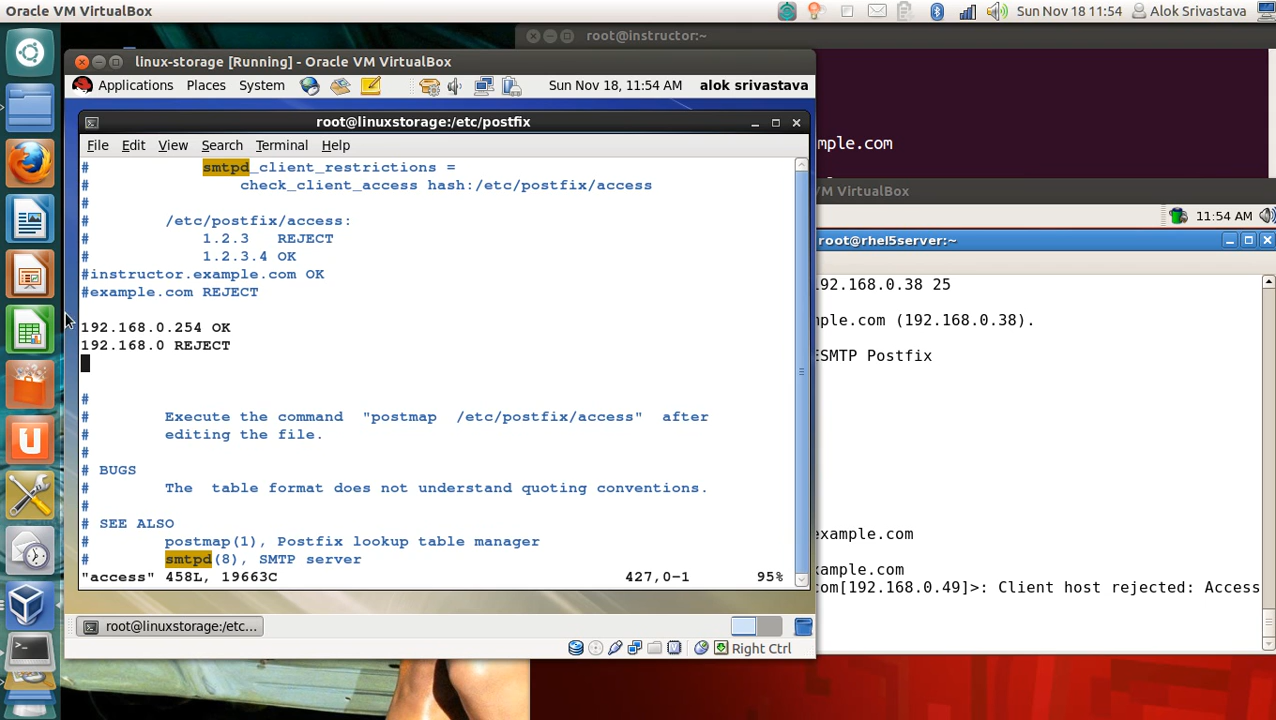 Oracle VM VirtualBox
Sun Nov 18 11:54
Alok Srivastava
root@instructor:~
linux-storage [Running] - Oracle VM VirtualBox
Applications Places System
Sun Nov 18, 11:54 AM
alok srivastava
root@linuxstorage:/etc/postfix
File Edit View Search Terminal Help
# smtpd_client_restrictions =
# check_client_access hash:/etc/postfix/access
#
# /etc/postfix/access:
# 1.2.3 REJECT
# 1.2.3.4 OK
#instructor.example.com OK
#example.com REJECT
192.168.0.254 OK
192.168.0 REJECT
#
# Execute the command "postmap /etc/postfix/access" after
# editing the file.
#
# BUGS
# The table format does not understand quoting conventions.
#
# SEE ALSO
# postmap(1), Postfix lookup table manager
# smtpd(8), SMTP server
"access" 458L, 19663C 427,0-1 95%
root@linuxstorage:/etc...
Right Ctrl
mple.com
VM VirtualBox
11:54 AM
root@rhel5server:~
92.168.0.38 25
mple.com (192.168.0.38).
ESMTP Postfix
example.com
example.com
com[192.168.0.49]>: Client host rejected: Access